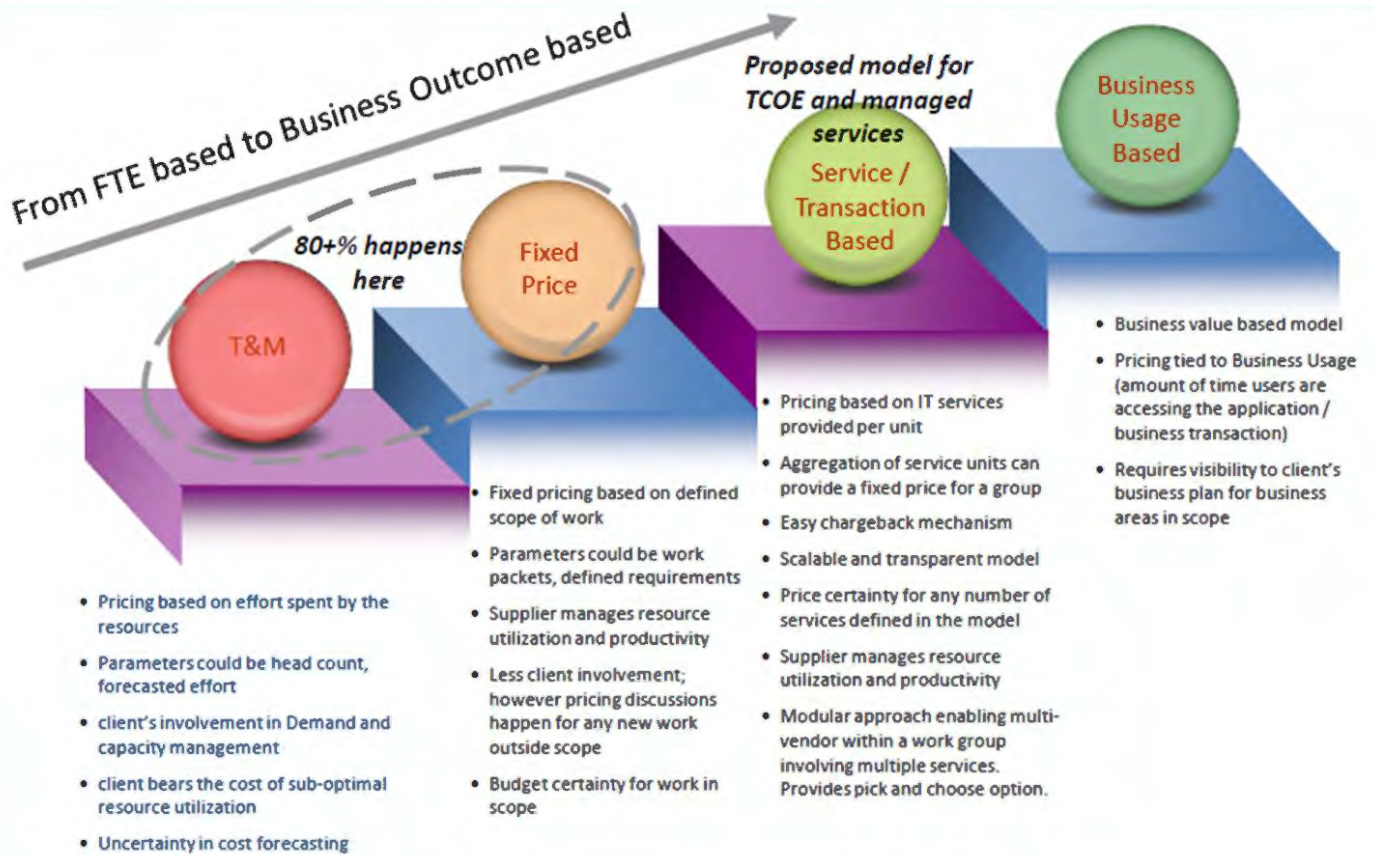 From FTE based to Business Outcome based
80+% happens
here
T&M
Fixed
Price
Proposed model for
TCOE and managed
services
Service /
Transaction
Based
Business
Usage
Based
• Pricing based on effort spent by the
resources
• Parameters could be head count,
forecasted effort
• client's involvement in Demand and
capacity management
• client bears the cost of sub-optimal
resource utilization
• Uncertainty in cost forecasting
• Fixed pricing based on defined
scope of work
• Parameters could be work
packets, defined requirements
• Supplier manages resource
utilization and productivity
• Less client involvement;
however pricing discussions
happen for any new work
outside scope
• Budget certainty for work in
scope
• Pricing based on IT services
provided per unit
• Aggregation of service units can
provide a fixed price for a group
• Easy chargeback mechanism
• Scalable and transparent model
• Price certainty for any number of
services defined in the model
• Supplier manages resource
utilization and productivity
• Modular approach enabling multi-
vendor within a work group
involving multiple services.
Provides pick and choose option.
• Business value based model
• Pricing tied to Business Usage
(amount of time users are
accessing the application /
business transaction)
• Requires visibility to client's
business plan for business
areas in scope